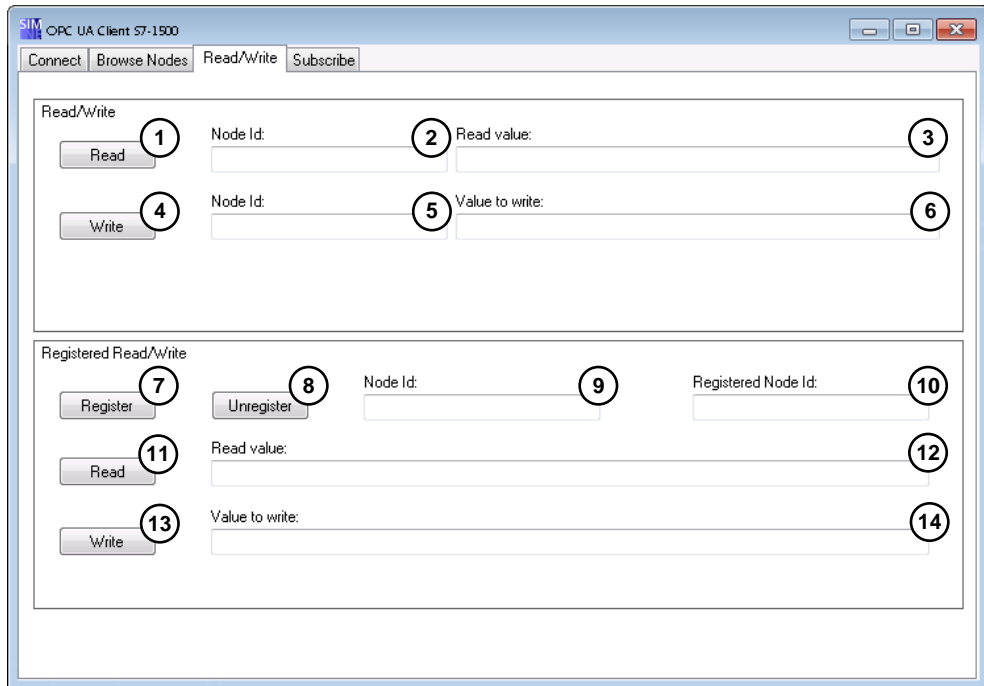 SIM OPC UA Client S7-1500
Connect Browse Nodes Read/Write Subscribe
Read/Write
1 Node Id: 2 Read value: 3
Read
4 Node Id: 5 Value to write: 6
Write
Registered Read/Write
7 8 Node Id: 9 Registered Node Id: 10
Register Unregister
11 Read value: 12
Read
13 Value to write: 14
Write